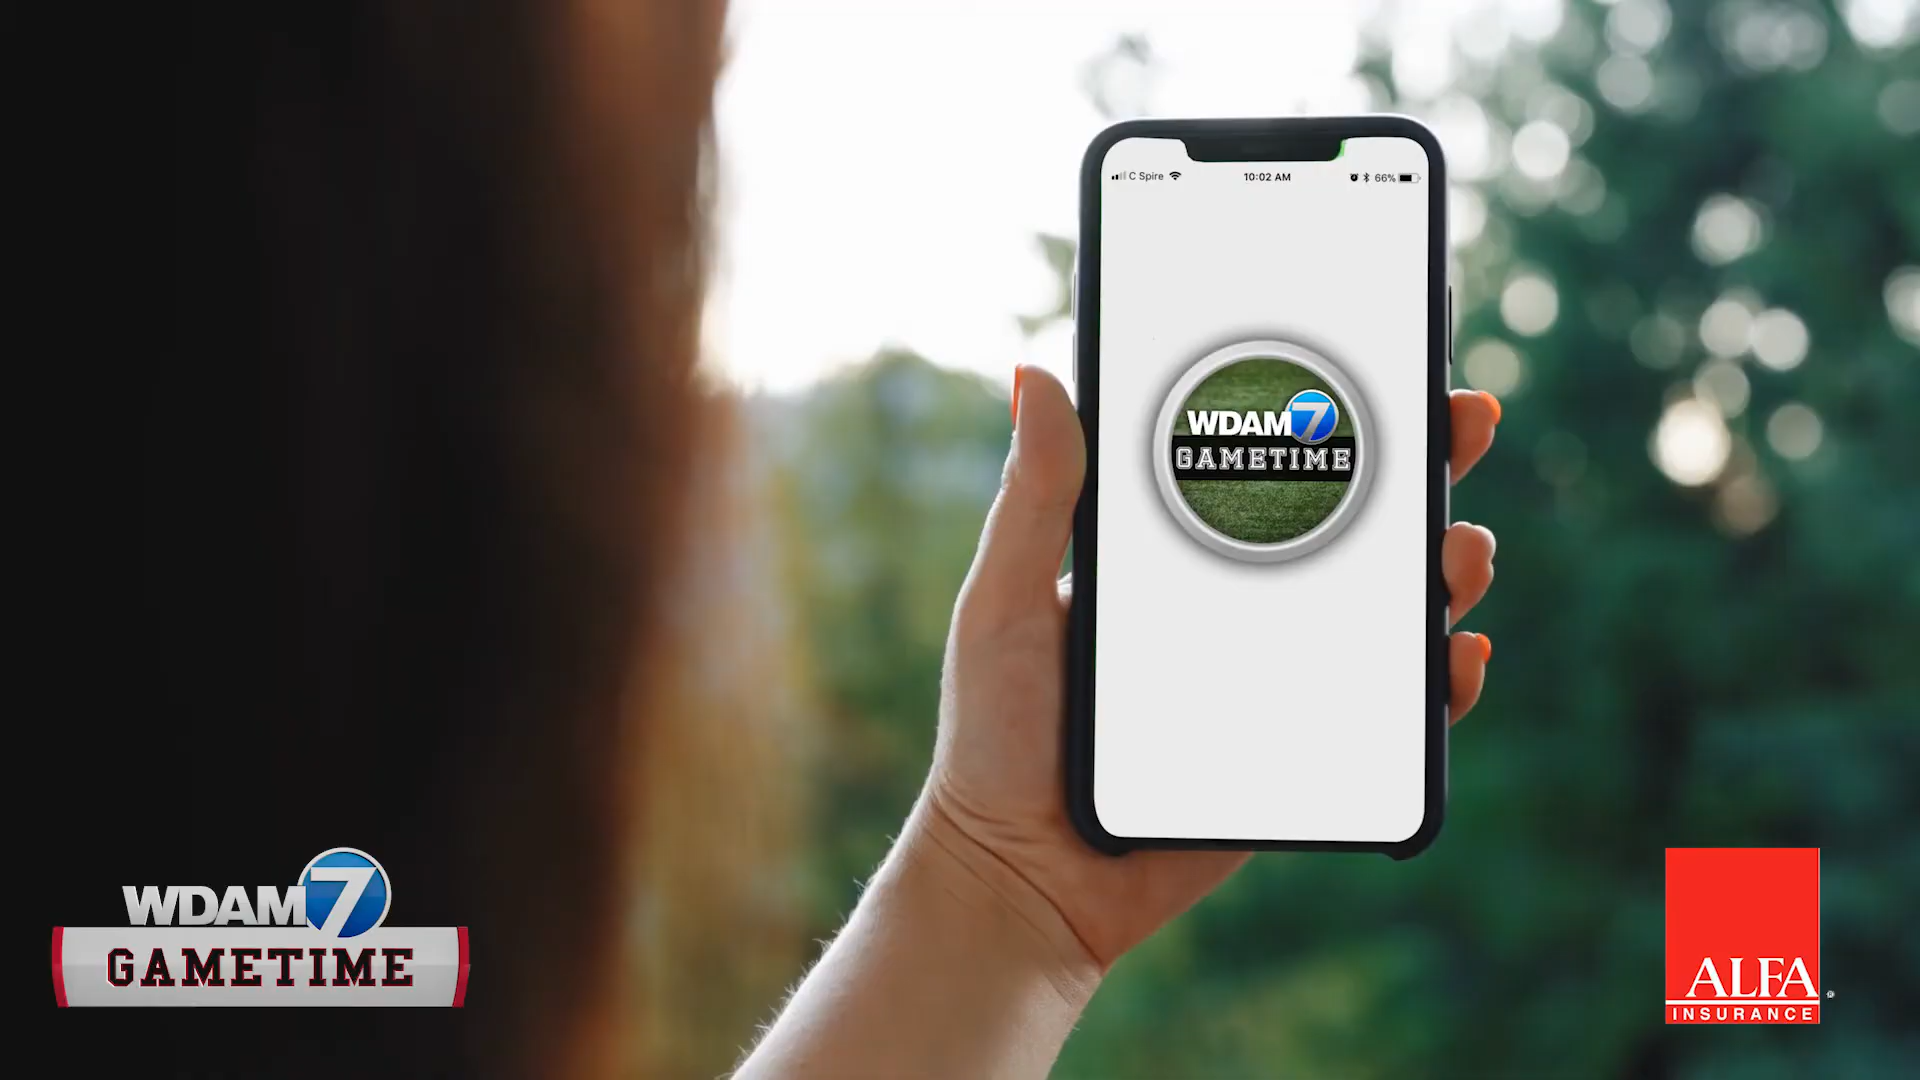 C Spire 10:02 AM 66%
WDAM 7
GAMETIME
WDAM 7
GAMETIME
ALFA ®
INSURANCE